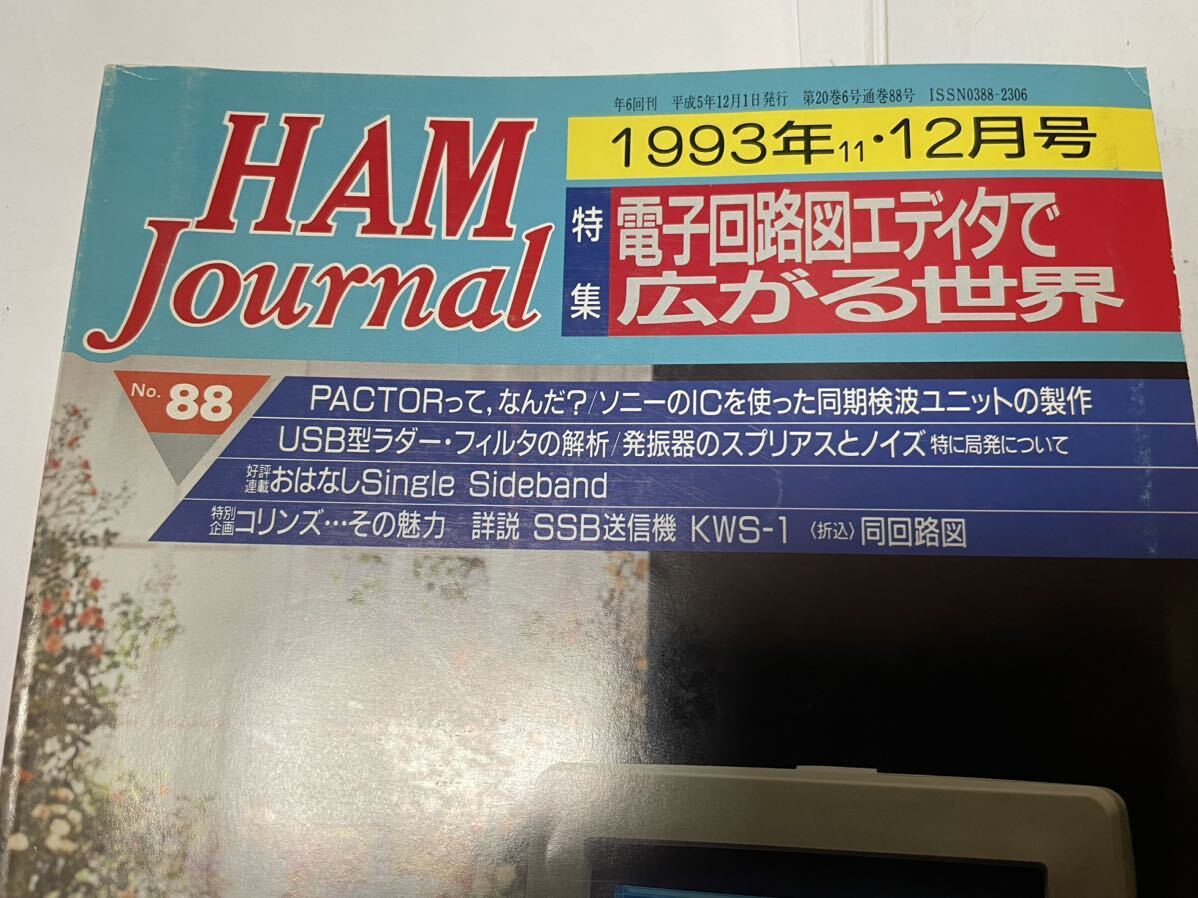 年6回刊 平成5年12月1日発行 第20巻6号通巻88号 ISSN0388-2306
HAM
Journal
1993年11・12月号
特集
電子回路図エディタで
広がる世界
No. 88
PACTORって,なんだ?/ソニーのICを使った同期検波ユニットの製作
USB型ラダー・フィルタの解析/発振器のスプリアスとノイズ 特に局発について
好評連載 おはなしSingle Sideband
特別企画 コリンズ…その魅力 詳説 SSB送信機 KWS-1 〈折込〉同回路図